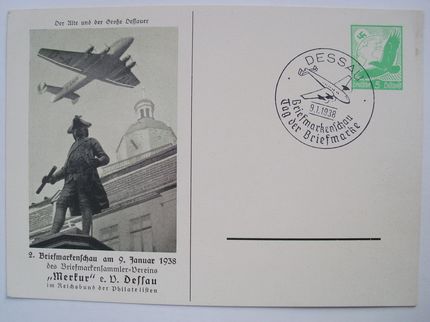 Der Alte und der Große Dessauer
2. Briefmarkenschau am 9. Januar 1938
des Briefmarkensammler-Vereins
„Merkur“ e. V. Dessau
im Reichsbund der Philatelisten
DESSAU
9.1.1938
Briefmarkenschau
Tag der Briefmarke
5